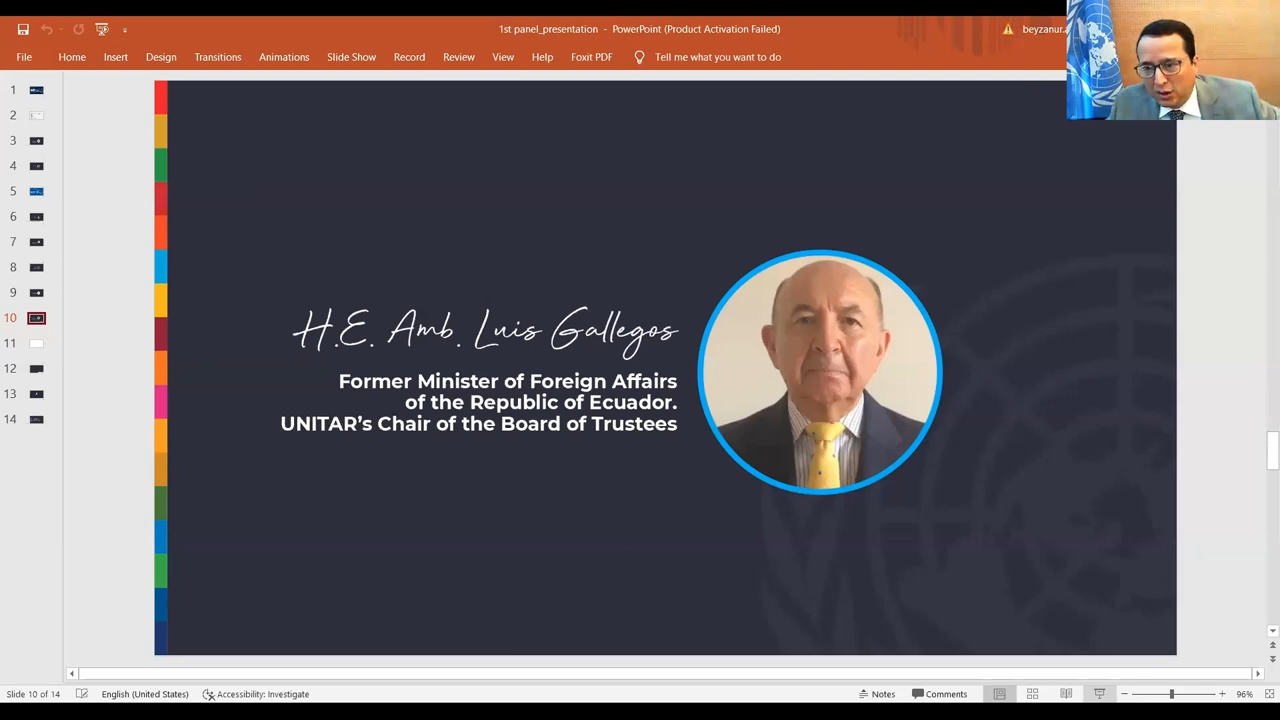 1st panel_presentation - PowerPoint (Product Activation Failed)
beyzanur.
File Home Insert Design Slide Show Transitions Animations Record Review View Help Foxit PDF Tell me what you want to do
1
2
3
4
5
6
7
8
9
10
11
12
13
14
H.E. Amb. Luis Gallegos
Former Minister of Foreign Affairs
of the Republic of Ecuador.
UNITAR's Chair of the Board of Trustees
Slide 10 of 14 English (United States) Accessibility: Investigate Notes Comments 96%